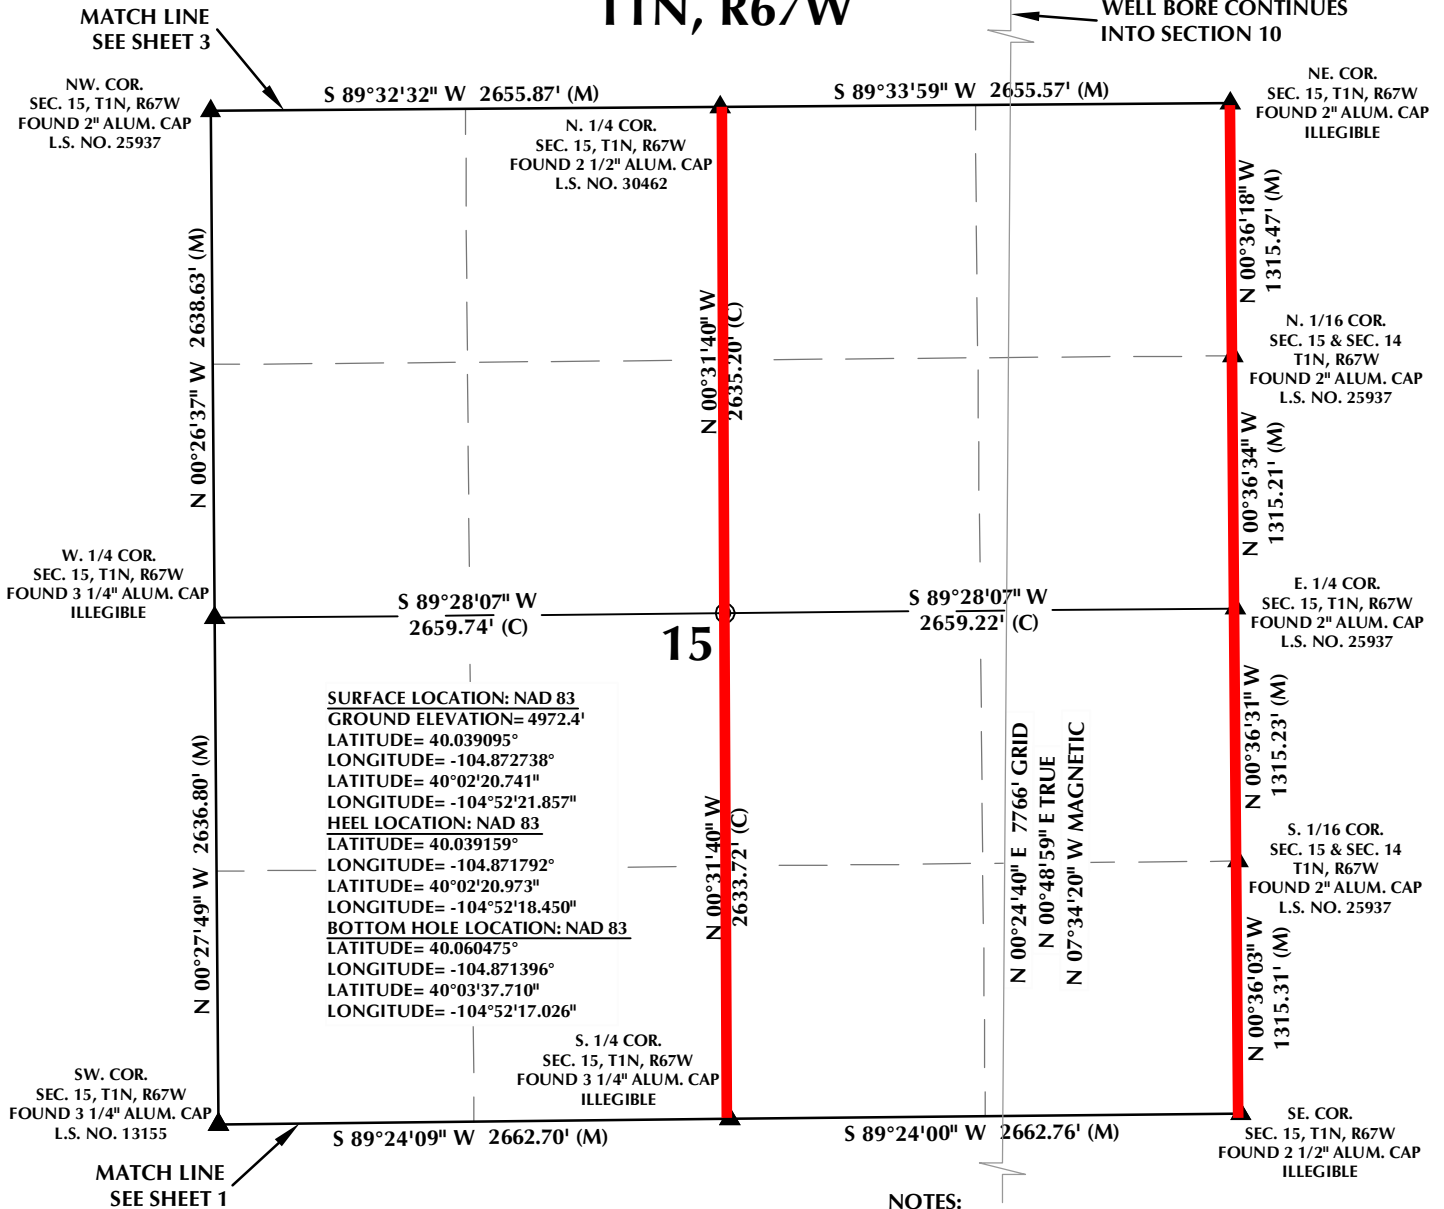 T1N, R67W
MATCH LINE
SEE SHEET 3
WELL BORE CONTINUES
INTO SECTION 10
NW. COR.
SEC. 15, T1N, R67W
FOUND 2" ALUM. CAP
L.S. NO. 25937
S 89°32'32" W 2655.87' (M)
N. 1/4 COR.
SEC. 15, T1N, R67W
FOUND 2 1/2" ALUM. CAP
L.S. NO. 30462
S 89°33'59" W 2655.57' (M)
NE. COR.
SEC. 15, T1N, R67W
FOUND 2" ALUM. CAP
ILLEGIBLE
N 00°26'37" W 2638.63' (M)
N 00°31'40" W
2635.20' (C)
N 00°36'18" W
1315.47' (M)
N. 1/16 COR.
SEC. 15 & SEC. 14
T1N, R67W
FOUND 2" ALUM. CAP
L.S. NO. 25937
N 00°36'34" W
1315.21' (M)
W. 1/4 COR.
SEC. 15, T1N, R67W
FOUND 3 1/4" ALUM. CAP
ILLEGIBLE
S 89°28'07" W
2659.74' (C)
15
S 89°28'07" W
2659.22' (C)
E. 1/4 COR.
SEC. 15, T1N, R67W
FOUND 2" ALUM. CAP
L.S. NO. 25937
SURFACE LOCATION: NAD 83
GROUND ELEVATION= 4972.4'
LATITUDE= 40.039095°
LONGITUDE= -104.872738°
LATITUDE= 40°02'20.741"
LONGITUDE= -104°52'21.857"
HEEL LOCATION: NAD 83
LATITUDE= 40.039159°
LONGITUDE= -104.871792°
LATITUDE= 40°02'20.973"
LONGITUDE= -104°52'18.450"
BOTTOM HOLE LOCATION: NAD 83
LATITUDE= 40.060475°
LONGITUDE= -104.871396°
LATITUDE= 40°03'37.710"
LONGITUDE= -104°52'17.026"
N 00°27'49" W 2636.80' (M)
N 00°31'40" W
2633.72' (C)
N 00°24'40" E 7766' GRID
N 00°48'59" E TRUE
N 07°34'20" W MAGNETIC
N 00°36'31" W
1315.23' (M)
S. 1/16 COR.
SEC. 15 & SEC. 14
T1N, R67W
FOUND 2" ALUM. CAP
L.S. NO. 25937
N 00°36'03" W
1315.31' (M)
SW. COR.
SEC. 15, T1N, R67W
FOUND 3 1/4" ALUM. CAP
L.S. NO. 13155
S. 1/4 COR.
SEC. 15, T1N, R67W
FOUND 3 1/4" ALUM. CAP
ILLEGIBLE
S 89°24'09" W 2662.70' (M)
S 89°24'00" W 2662.76' (M)
SE. COR.
SEC. 15, T1N, R67W
FOUND 2 1/2" ALUM. CAP
ILLEGIBLE
MATCH LINE
SEE SHEET 1
NOTES: